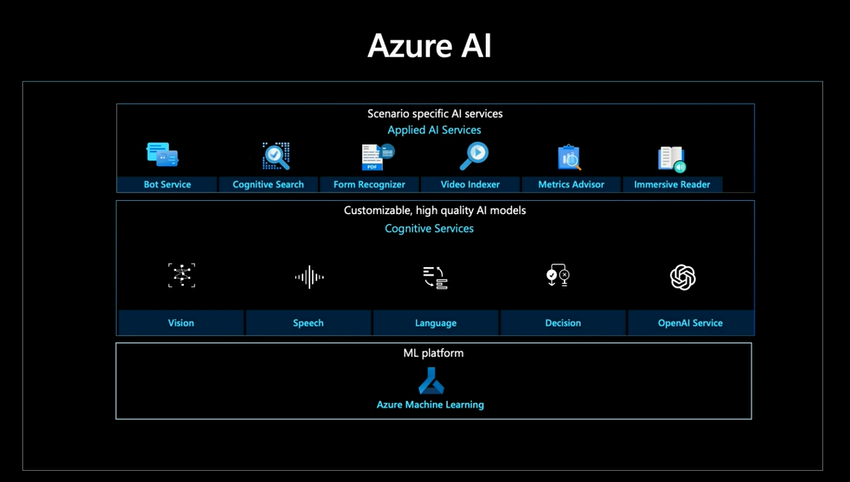 Azure AI
Scenario specific AI services
Applied AI Services
PDF
Bot Service
Cognitive Search
Form Recognizer
Video Indexer
Metrics Advisor
Immersive Reader
Customizable, high quality AI models
Cognitive Services
Vision
Speech
Language
Decision
OpenAI Service
ML platform
Azure Machine Learning